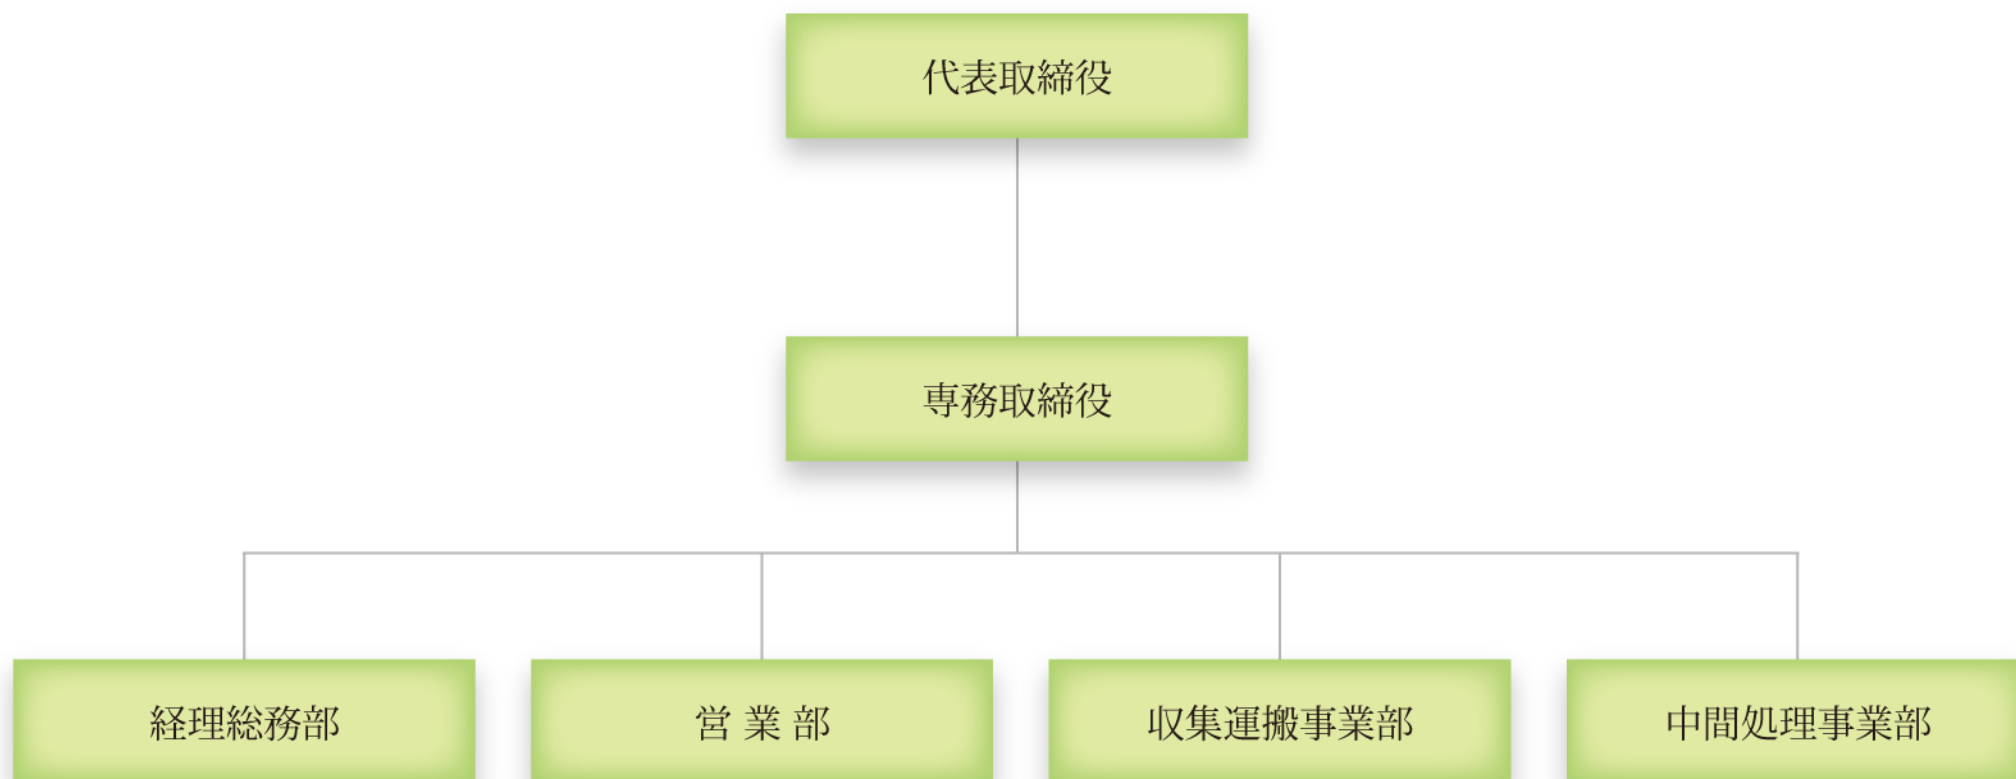 代表取締役
専務取締役
経理総務部
営 業 部
収集運搬事業部
中間処理事業部